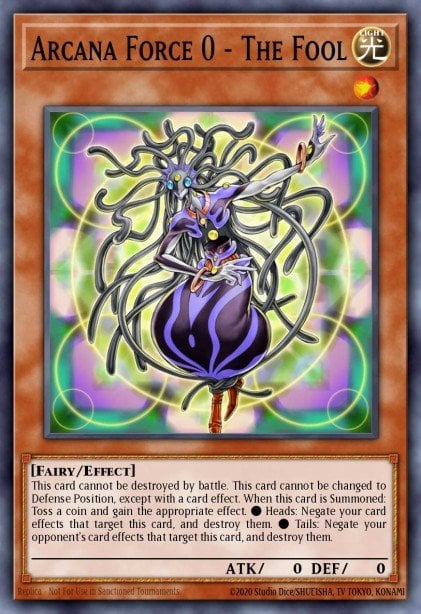 Arcana Force 0 - The Fool
LIGHT
光
[Fairy/Effect]
This card cannot be destroyed by battle. This card cannot be changed to
Defense Position, except with a card effect. When this card is Summoned:
Toss a coin and gain the appropriate effect. ● Heads: Negate your card
effects that target this card, and destroy them. ● Tails: Negate your
opponent's card effects that target this card, and destroy them.
ATK/ 0 DEF/ 0
Replica - Not For Use in Sanctioned Tournaments ©2020 Studio Dice/SHUEISHA, TV TOKYO, KONAMI